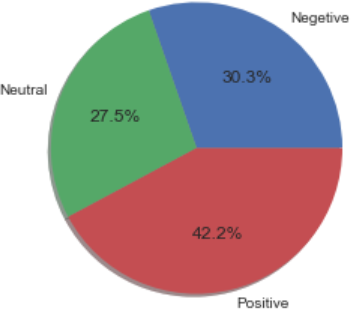 Negetive
30.3%
Neutral
27.5%
42.2%
Positive